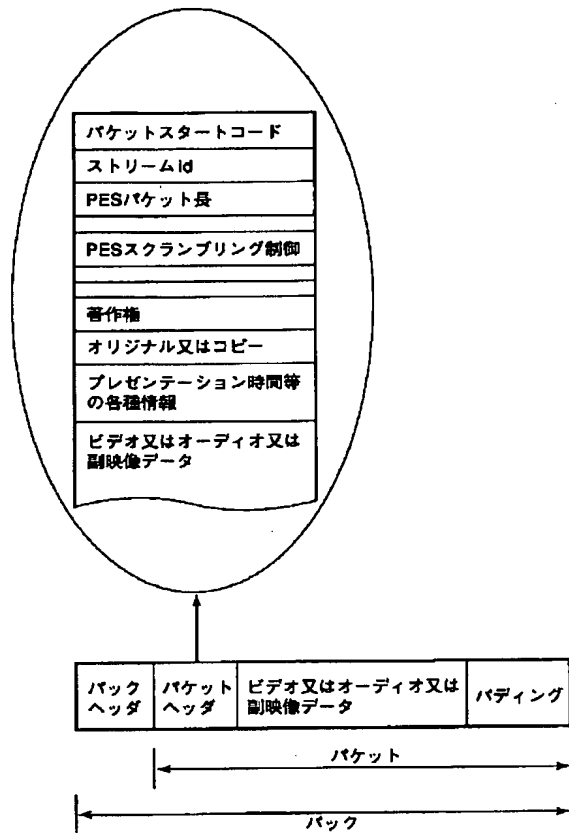 パケットスタートコード
ストリームid
PESパケット長
PESスクランブリング制御
著作権
オリジナル又はコピー
プレゼンテーション時間等
の各種情報
ビデオ又はオーディオ又は
副映像データ
パック
ヘッダ
パケット
ヘッダ
ビデオ又はオーディオ又は
副映像データ
パディング
パケット
パック